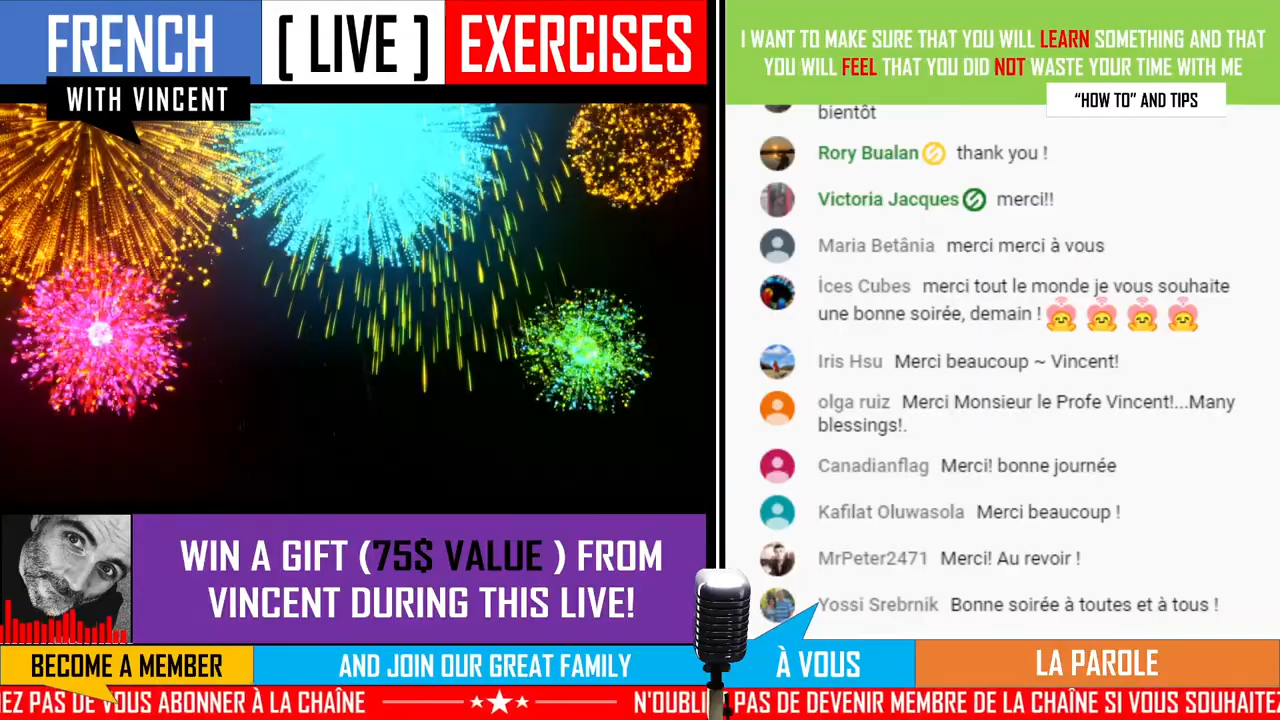 FRENCH
[ LIVE ]
EXERCISES
WITH VINCENT
I WANT TO MAKE SURE THAT YOU WILL LEARN SOMETHING AND THAT
YOU WILL FEEL THAT YOU DID NOT WASTE YOUR TIME WITH ME
“HOW TO” AND TIPS
bientôt
Rory Bualan thank you !
Victoria Jacques merci!!
Maria Betânia merci merci à vous
İces Cubes merci tout le monde je vous souhaite
une bonne soirée, demain !
Iris Hsu Merci beaucoup ~ Vincent!
olga ruiz Merci Monsieur le Profe Vincent!...Many
blessings!.
Canadianflag Merci! bonne journée
Kafilat Oluwasola Merci beaucoup !
MrPeter2471 Merci! Au revoir !
Yossi Srebrnik Bonne soirée à toutes et à tous !
WIN A GIFT (75$ VALUE ) FROM
VINCENT DURING THIS LIVE!
BECOME A MEMBER
AND JOIN OUR GREAT FAMILY
À VOUS
LA PAROLE
EZ PAS DE VOUS ABONNER À LA CHAÎNE
N'OUBLI PAS DE DEVENIR MEMBRE DE LA CHAÎNE SI VOUS SOUHAITEZ